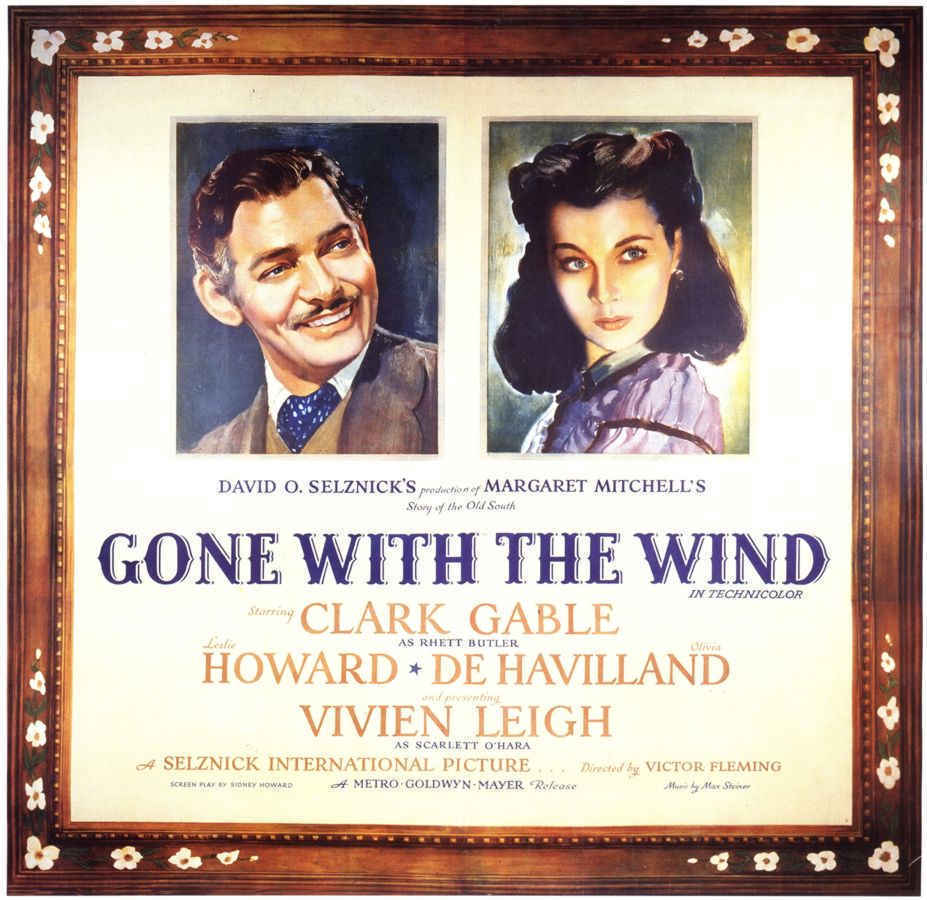 DAVID O. SELZNICK'S production of MARGARET MITCHELL'S
Story of the Old South
GONE WITH THE WIND
IN TECHNICOLOR
Starring CLARK GABLE
AS RHETT BUTLER
Leslie HOWARD ★ Olivia DE HAVILLAND
and presenting
VIVIEN LEIGH
AS SCARLETT O'HARA
A SELZNICK INTERNATIONAL PICTURE . . . Directed by VICTOR FLEMING
SCREEN PLAY BY SIDNEY HOWARD A METRO·GOLDWYN·MAYER Release Music by Max Steiner